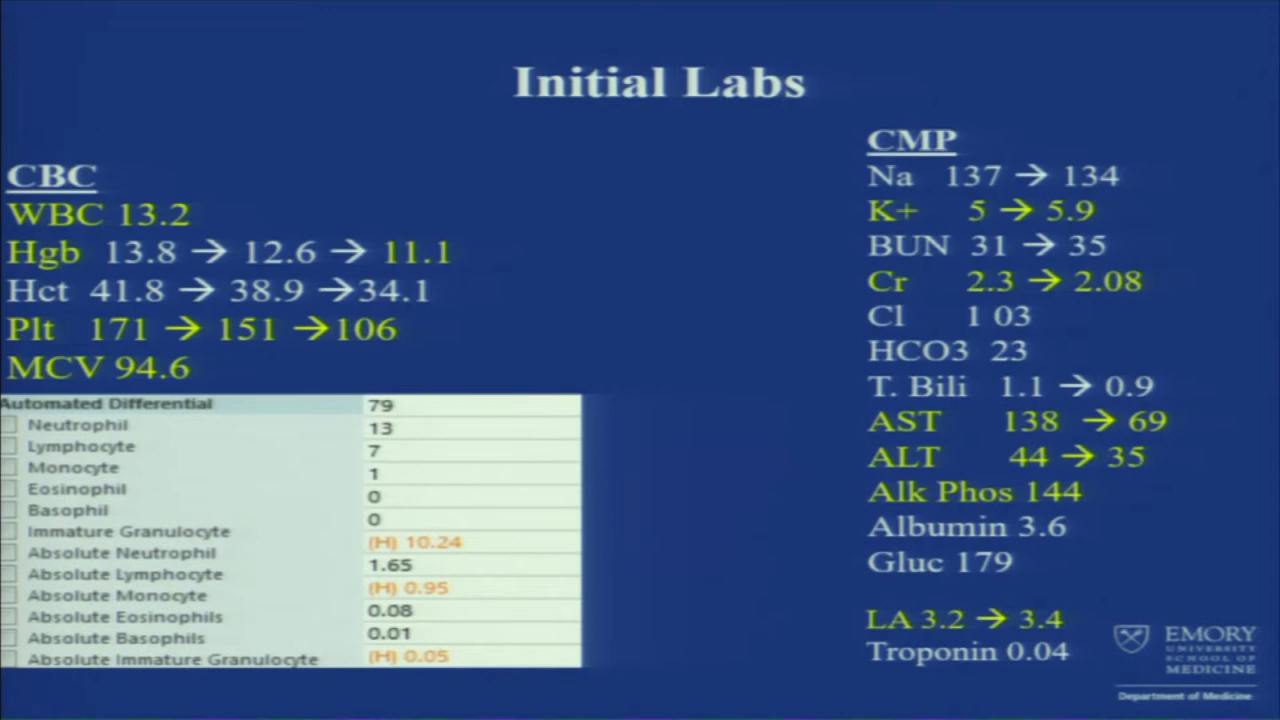 Initial Labs
CBC
WBC 13.2
Hgb 13.8 → 12.6 → 11.1
Hct 41.8 → 38.9 →34.1
Plt 171 → 151 →106
MCV 94.6
Automated Differential 79
Neutrophil 13
Lymphocyte 7
Monocyte 1
Eosinophil 0
Basophil 0
Immature Granulocyte (H) 10.24
Absolute Neutrophil 1.65
Absolute Lymphocyte (H) 0.95
Absolute Monocyte 0.08
Absolute Eosinophils 0.01
Absolute Basophils (H) 0.05
Absolute Immature Granulocyte
CMP
Na 137 → 134
K+ 5 → 5.9
BUN 31 → 35
Cr 2.3 → 2.08
Cl 1 03
HCO3 23
T. Bili 1.1 → 0.9
AST 138 → 69
ALT 44 → 35
Alk Phos 144
Albumin 3.6
Gluc 179
LA 3.2 → 3.4
Troponin 0.04
EMORY
UNIVERSITY
SCHOOL OF
MEDICINE
Department of Medicine